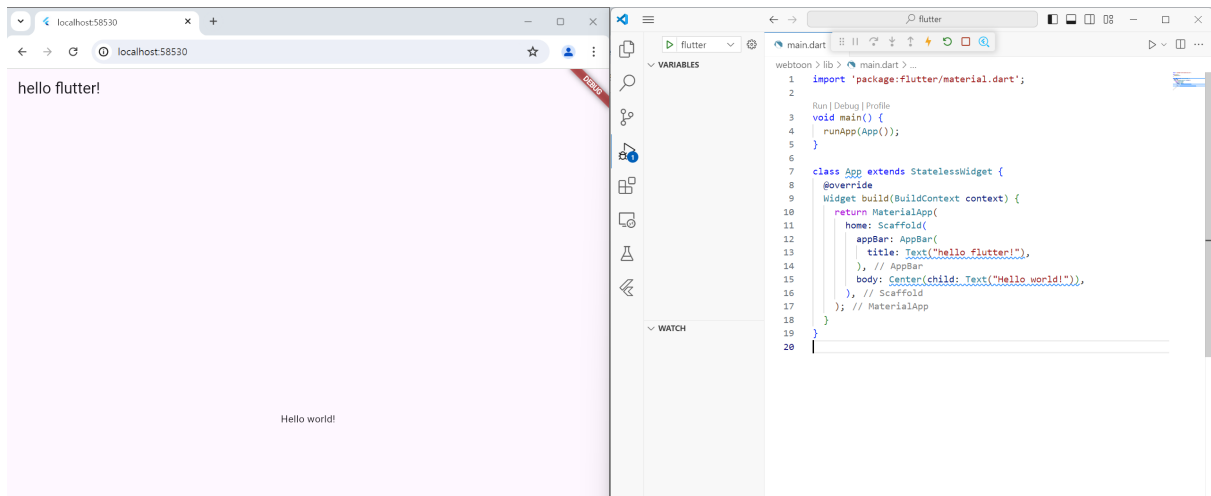 localhost:58530
localhost:58530
hello flutter!
DEBUG
Hello world!
flutter
flutter
main.dart
VARIABLES
webtoon > lib > main.dart > ...
1 import 'package:flutter/material.dart';
2
Run | Debug | Profile
3 void main() {
4 runApp(App());
5 }
6
7 class App extends StatelessWidget {
8 @override
9 Widget build(BuildContext context) {
10 return MaterialApp(
11 home: Scaffold(
12 appBar: AppBar(
13 title: Text("hello flutter!"),
14 ), // AppBar
15 body: Center(child: Text("Hello world!")),
16 ), // Scaffold
17 ); // MaterialApp
18 }
19 }
20
1
WATCH